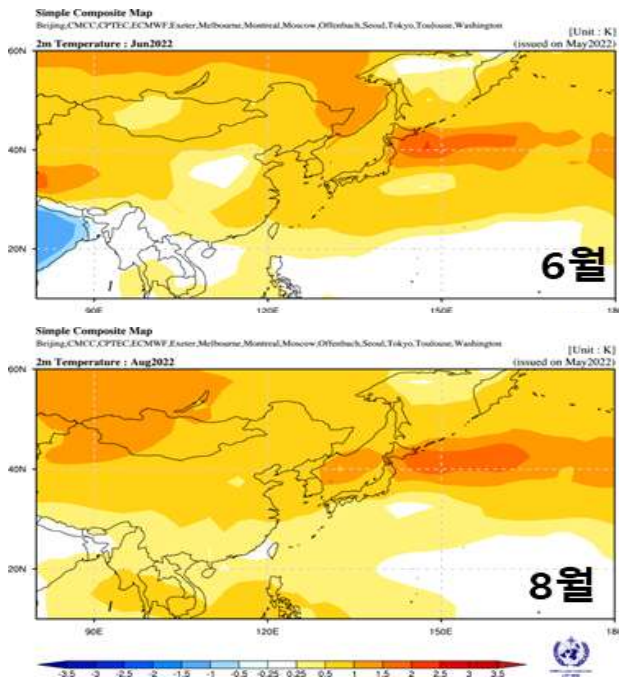 Simple Composite Map
Beijing,CMCC,CPTEC,ECMWF,Exeter,Melbourne,Montreal,Moscow,Offenbach,Seoul,Tokyo,Toulouse,Washington
[Unit : K]
2m Temperature : Jun2022
(issued on May2022)
60N
40N
20N
6월
90E
120E
150E
180
Simple Composite Map
Beijing,CMCC,CPTEC,ECMWF,Exeter,Melbourne,Montreal,Moscow,Offenbach,Seoul,Tokyo,Toulouse,Washington
[Unit : K]
2m Temperature : Aug2022
(issued on May2022)
60N
40N
20N
8월
90E
120E
150E
180
-3.5 -3 -2.5 -2 -1.5 -1 -0.5 -0.25 0.25 0.5 1 1.5 2 2.5 3 3.5